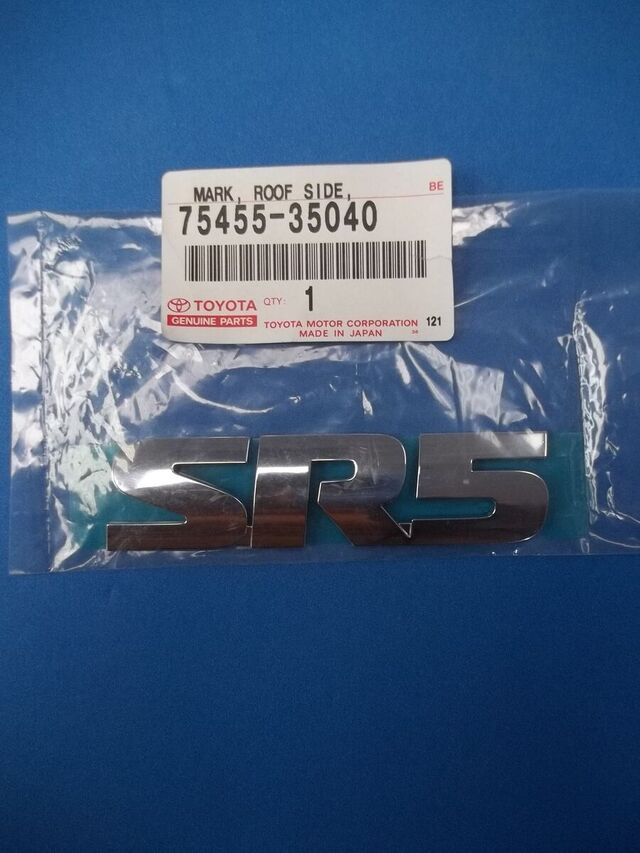 MARK, ROOF SIDE, BE
75455-35040
TOYOTA QTY: 1
GENUINE PARTS TOYOTA MOTOR CORPORATION 121
MADE IN JAPAN
SR5